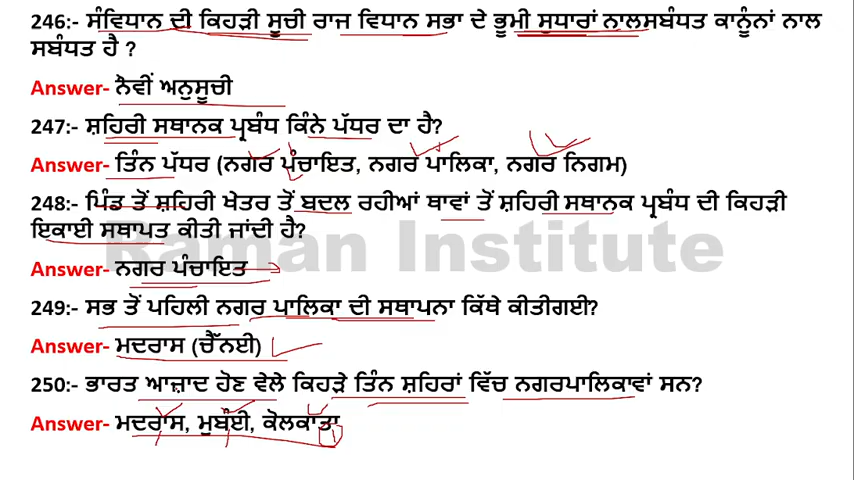 246:- ਸੰਵਿਧਾਨ ਦੀ ਕਿਹੜੀ ਸੂਚੀ ਰਾਜ ਵਿਧਾਨ ਸਭਾ ਦੇ ਭੂਮੀ ਸੁਧਾਰਾਂ ਨਾਲਸਬੰਧਤ ਕਾਨੂੰਨਾਂ ਨਾਲ
ਸਬੰਧਤ ਹੈ ?
Answer- ਨੌਵੀਂ ਅਨੁਸੂਚੀ
247:- ਸ਼ਹਿਰੀ ਸਥਾਨਕ ਪ੍ਰਬੰਧ ਕਿੰਨੇ ਪੱਧਰ ਦਾ ਹੈ?
Answer- ਤਿੰਨ ਪੱਧਰ (ਨਗਰ ਪੰਚਾਇਤ, ਨਗਰ ਪਾਲਿਕਾ, ਨਗਰ ਨਿਗਮ)
248:- ਪਿੰਡ ਤੋਂ ਸ਼ਹਿਰੀ ਖੇਤਰ ਤੋਂ ਬਦਲ ਰਹੀਆਂ ਥਾਵਾਂ ਤੋਂ ਸ਼ਹਿਰੀ ਸਥਾਨਕ ਪ੍ਰਬੰਧ ਦੀ ਕਿਹੜੀ
ਇਕਾਈ ਸਥਾਪਤ ਕੀਤੀ ਜਾਂਦੀ ਹੈ?
Raman Institute
Answer- ਨਗਰ ਪੰਚਾਇਤ
249:- ਸਭ ਤੋਂ ਪਹਿਲੀ ਨਗਰ ਪਾਲਿਕਾ ਦੀ ਸਥਾਪਨਾ ਕਿੱਥੇ ਕੀਤੀਗਈ?
Answer- ਮਦਰਾਸ (ਚੈੱਨਈ)
250:- ਭਾਰਤ ਆਜ਼ਾਦ ਹੋਣ ਵੇਲੇ ਕਿਹੜੇ ਤਿੰਨ ਸ਼ਹਿਰਾਂ ਵਿੱਚ ਨਗਰਪਾਲਿਕਾਵਾਂ ਸਨ?
Answer- ਮਦਰਾਸ, ਮੁਬੰਈ, ਕੋਲਕਾਤਾ